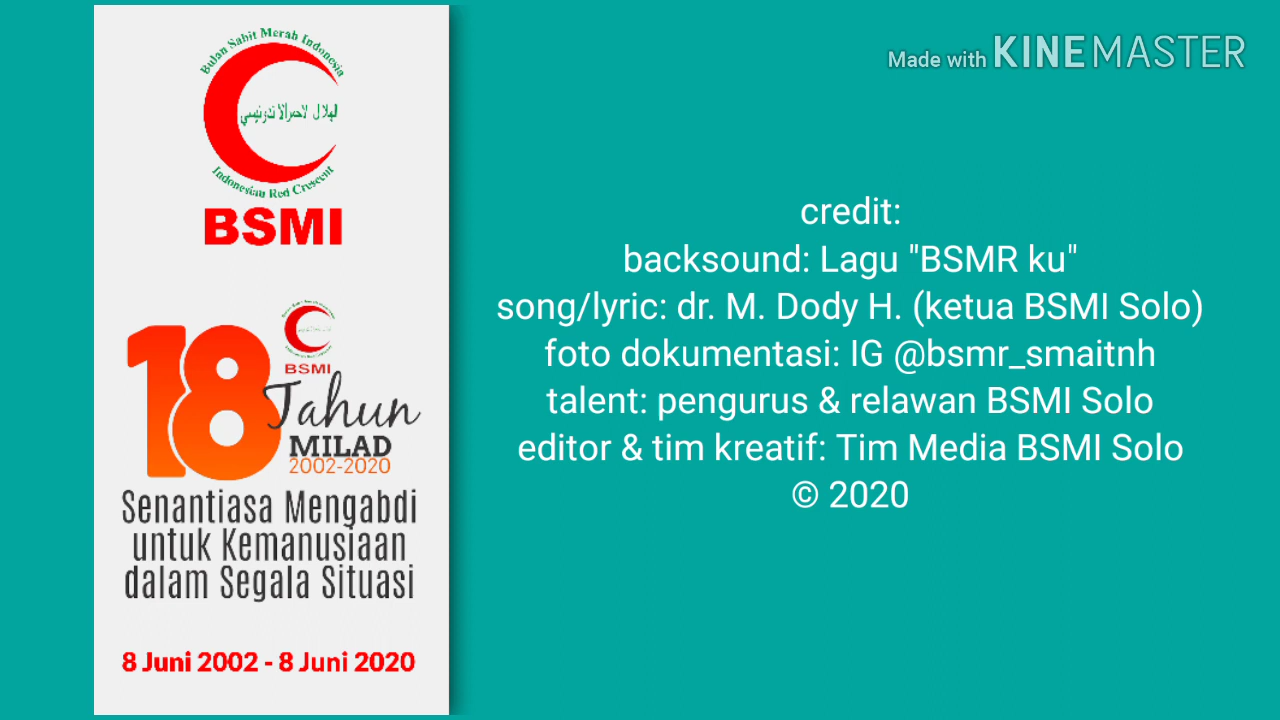 Bulan Sabit Merah Indonesia
الهلال الاحمر الأندونيسي
Indonesian Red Crescent
BSMI
18
BSMI
Tahun
MILAD
2002-2020
Senantiasa Mengabdi
untuk Kemanusiaan
dalam Segala Situasi
8 Juni 2002 - 8 Juni 2020
Made with KINEMASTER
credit:
backsound: Lagu "BSMR ku"
song/lyric: dr. M. Dody H. (ketua BSMI Solo)
foto dokumentasi: IG @bsmr_smaitnh
talent: pengurus & relawan BSMI Solo
editor & tim kreatif: Tim Media BSMI Solo
© 2020